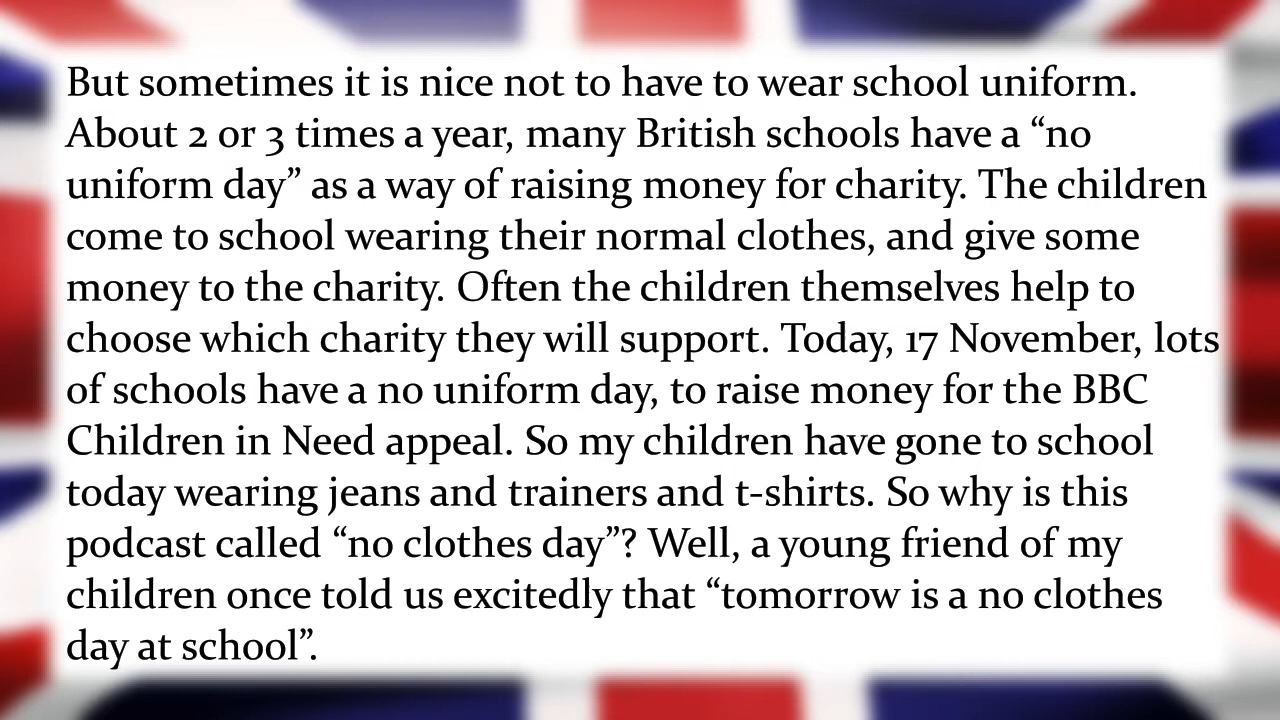 But sometimes it is nice not to have to wear school uniform.
About 2 or 3 times a year, many British schools have a “no
uniform day” as a way of raising money for charity. The children
come to school wearing their normal clothes, and give some
money to the charity. Often the children themselves help to
choose which charity they will support. Today, 17 November, lots
of schools have a no uniform day, to raise money for the BBC
Children in Need appeal. So my children have gone to school
today wearing jeans and trainers and t-shirts. So why is this
podcast called “no clothes day”? Well, a young friend of my
children once told us excitedly that “tomorrow is a no clothes
day at school”.